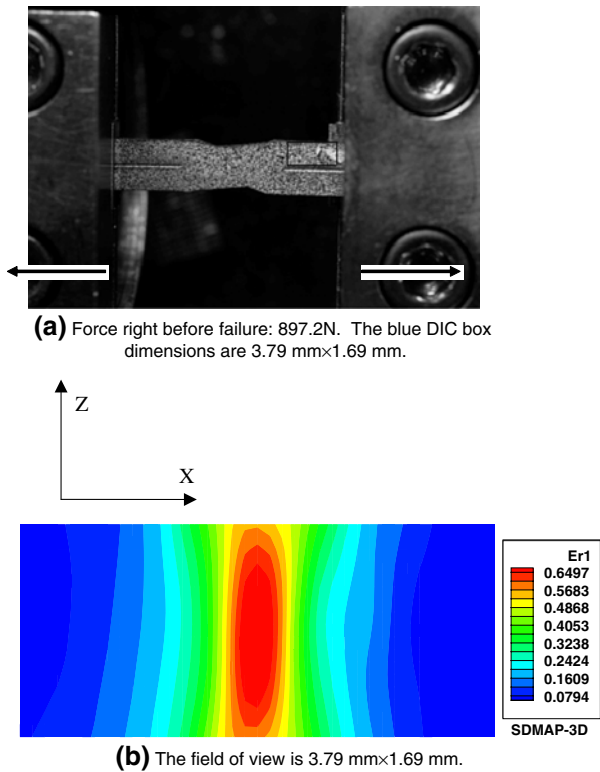 (a) Force right before failure: 897.2N. The blue DIC box
dimensions are 3.79 mm×1.69 mm.
Z
X
Er1
0.6497
0.5683
0.4868
0.4053
0.3238
0.2424
0.1609
0.0794
SDMAP-3D
(b) The field of view is 3.79 mm×1.69 mm.